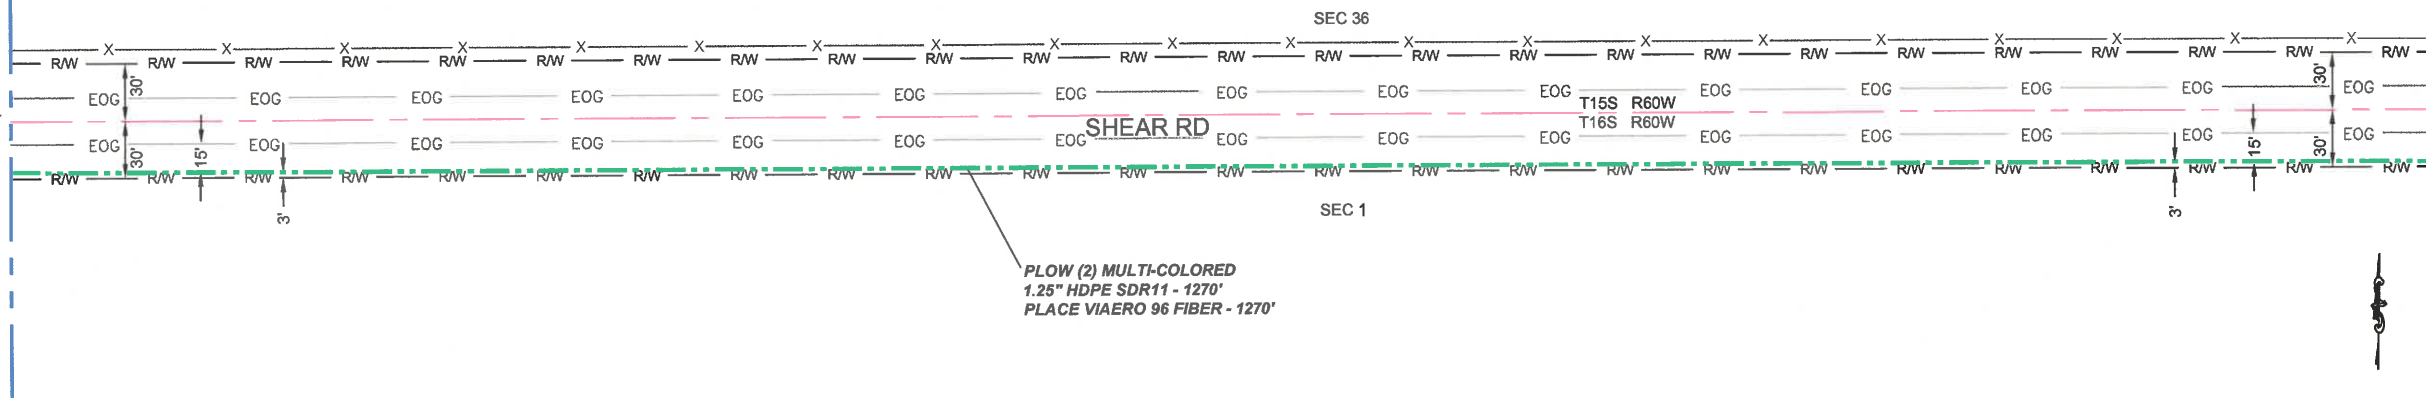 SEC 36
X X X X X X X X X X X X X X X X X X X X
R/W R/W R/W R/W R/W R/W R/W R/W R/W R/W R/W R/W R/W R/W R/W R/W R/W R/W R/W R/W R/W R/W R/W R/W R/W
30' 30'
EOG EOG EOG EOG EOG EOG EOG EOG EOG EOG EOG EOG EOG EOG EOG
T15S R60W
T16S R60W
SHEAR RD
EOG EOG EOG EOG EOG EOG EOG EOG EOG EOG EOG EOG EOG EOG EOG
30' 15' 15' 30'
R/W R/W R/W R/W R/W R/W R/W R/W R/W R/W R/W R/W R/W R/W R/W R/W R/W R/W R/W R/W R/W R/W R/W R/W R/W
3' 3'
SEC 1
PLOW (2) MULTI-COLORED
1.25" HDPE SDR11 - 1270'
PLACE VIAERO 96 FIBER - 1270'